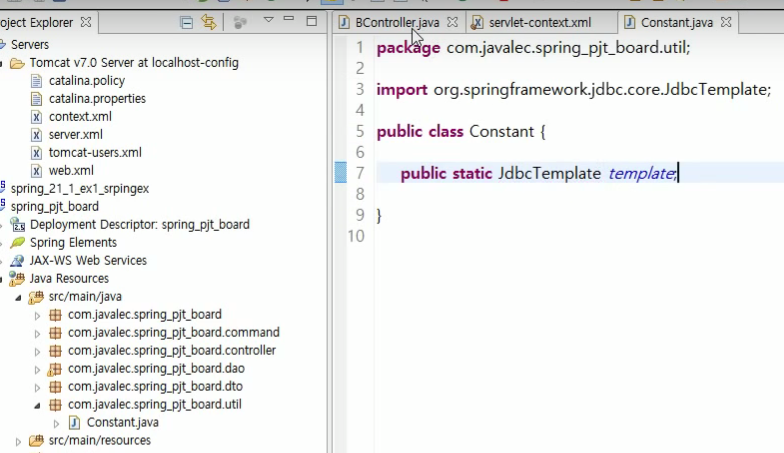 oject Explorer
Servers
Tomcat v7.0 Server at localhost-config
catalina.policy
catalina.properties
context.xml
server.xml
tomcat-users.xml
web.xml
spring_21_1_ex1_srpingex
spring_pjt_board
Deployment Descriptor: spring_pjt_board
Spring Elements
JAX-WS Web Services
Java Resources
src/main/java
com.javalec.spring_pjt_board
com.javalec.spring_pjt_board.command
com.javalec.spring_pjt_board.controller
com.javalec.spring_pjt_board.dao
com.javalec.spring_pjt_board.dto
com.javalec.spring_pjt_board.util
Constant.java
src/main/resources
BController.java servlet-context.xml Constant.java
1 package com.javalec.spring_pjt_board.util;
2
3 import org.springframework.jdbc.core.JdbcTemplate;
4
5 public class Constant {
6
7 public static JdbcTemplate template;
8
9 }
10